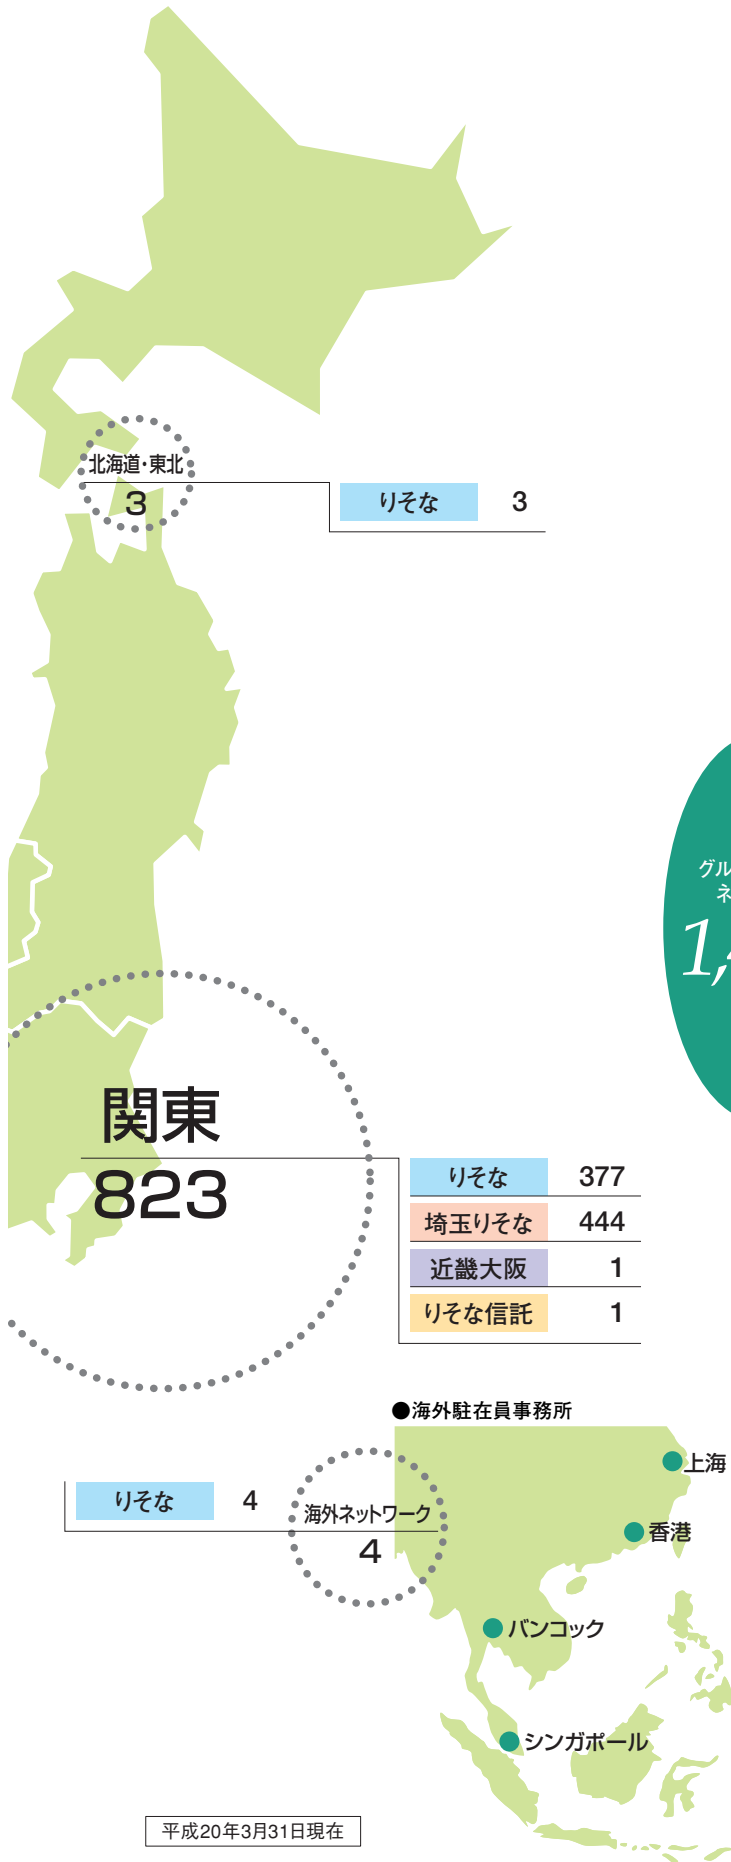 北海道・東北
3
りそな 3
グル
ネ
1,
関東
823
りそな 377
埼玉りそな 444
近畿大阪 1
りそな信託 1
●海外駐在員事務所
上海
りそな 4
海外ネットワーク
4
香港
バンコック
シンガポール
平成20年3月31日現在